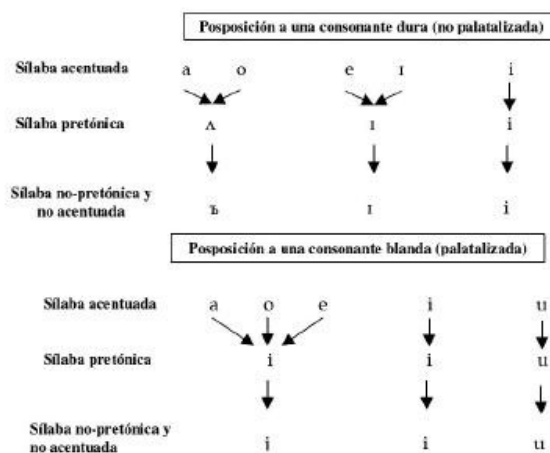 Posposición a una consonante dura (no palatalizada)
Sílaba acentuada a o e ɪ i
Sílaba pretónica ʌ ɪ i
Sílaba no-pretónica y
no acentuada ъ ɪ i
Posposición a una consonante blanda (palatalizada)
Sílaba acentuada a o e i u
Sílaba pretónica i i u
Sílaba no-pretónica y
no acentuada i i u